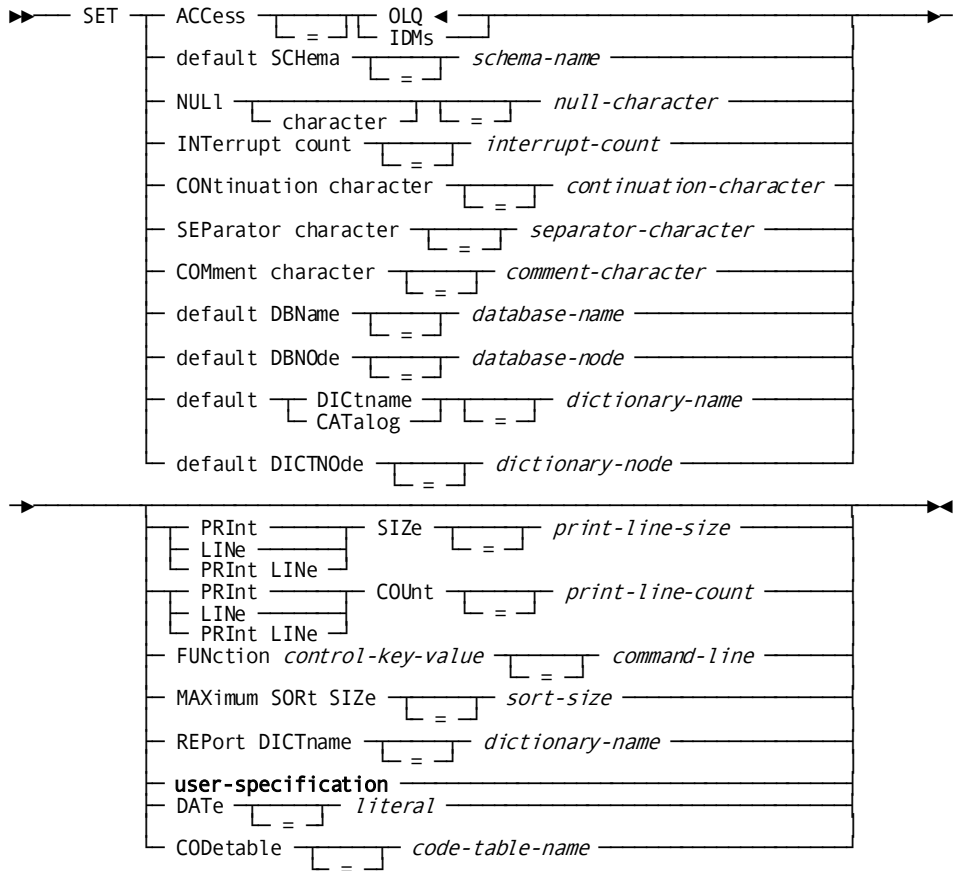 SET ACCess = OLQ
IDMs
default SCHema = schema-name
NULl character = null-character
INTerrupt count = interrupt-count
CONtinuation character = continuation-character
SEParator character = separator-character
COMment character = comment-character
default DBName = database-name
default DBNOde = database-node
default DICtname = dictionary-name
CATalog
default DICTNOde = dictionary-node
PRInt SIZe = print-line-size
LINe
PRInt LINe
PRInt COUnt = print-line-count
LINe
PRInt LINe
FUNction control-key-value = command-line
MAXimum SORt SIZe = sort-size
REPort DICTname = dictionary-name
user-specification
DATe = literal
CODetable = code-table-name